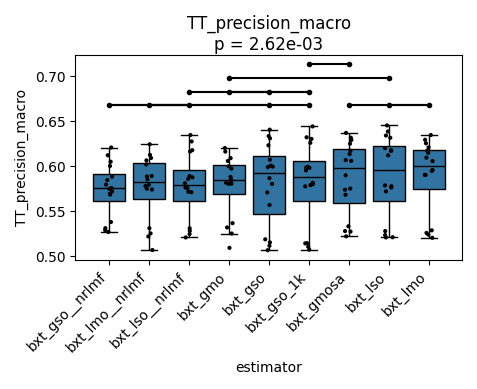 TT_precision_macro
p = 2.62e-03
TT_precision_macro
0.70
0.65
0.60
0.55
0.50
bxt_gso__nrlmf
bxt_lmo__nrlmf
bxt_lso__nrlmf
bxt_gmo
bxt_gso
bxt_gso_1k
bxt_gmosa
bxt_lso
bxt_lmo
estimator